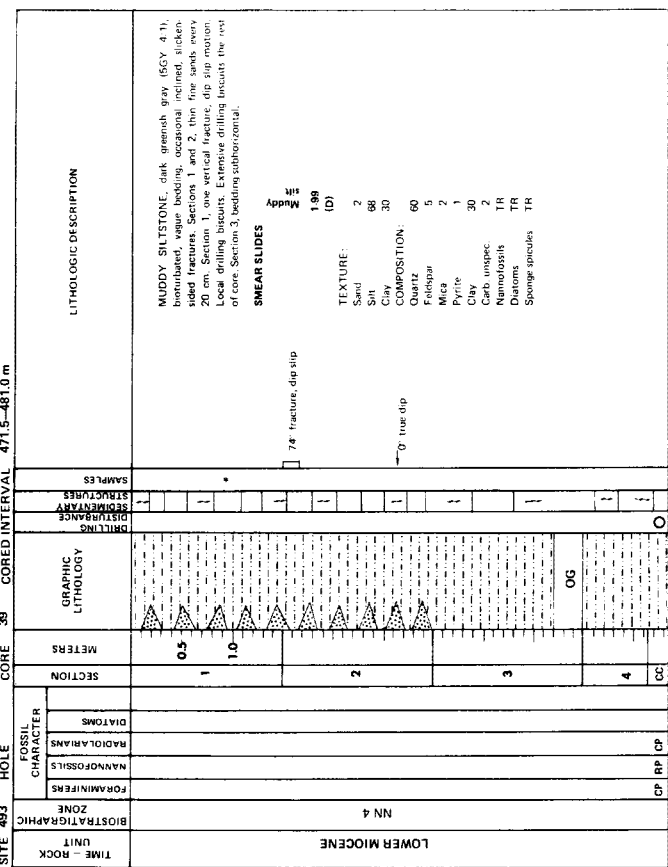 SITE 493 HOLE CORE 39 CORED INTERVAL 471.5–481.0 m
TIME – ROCK UNIT
BIOSTRATIGRAPHIC ZONE
FOSSIL CHARACTER
FORAMINIFERS
NANNOFOSSILS
RADIOLARIANS
DIATOMS
SECTION
METERS
GRAPHIC LITHOLOGY
DRILLING DISTURBANCE
SEDIMENTARY STRUCTURES
SAMPLES
LITHOLOGIC DESCRIPTION
LOWER MIOCENE
NN 4
CP
RP
CP
1
2
3
4
CC
0.5
1.0
OG
*
74° fracture, dip slip
0° true dip
MUDDY SILTSTONE, dark greenish gray (5GY 4.1),
bioturbated, vague bedding, occasional inclined, slicken-
sided fractures. Sections 1 and 2, thin fine sands every
20 cm. Section 1, one vertical fracture, dip slip motion.
Local drilling biscuits. Extensive drilling biscuits the rest
of core. Section 3, bedding subhorizontal.
SMEAR SLIDES
Muddy silt
1-99
(D)
TEXTURE:
Sand 2
Silt 68
Clay 30
COMPOSITION:
Quartz 60
Feldspar 5
Mica 2
Pyrite 1
Clay 30
Carb. unspec. 2
Nannofossils TR
Diatoms TR
Sponge spicules TR